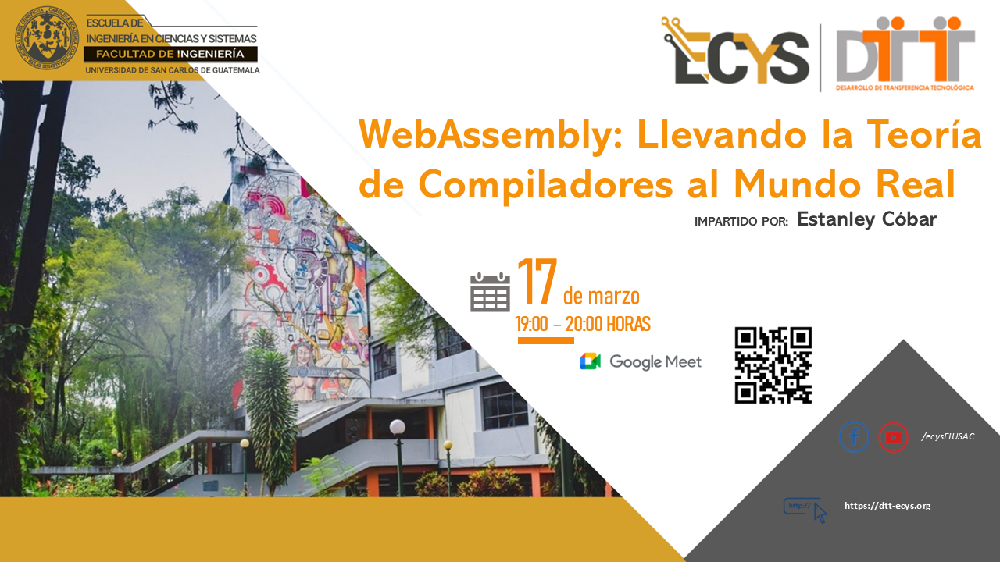 ESCUELA DE
INGENIERÍA EN CIENCIAS Y SISTEMAS
FACULTAD DE INGENIERÍA
UNIVERSIDAD DE SAN CARLOS DE GUATEMALA
ECYS
DTT
DESARROLLO DE TRANSFERENCIA TECNOLÓGICA
WebAssembly: Llevando la Teoría
de Compiladores al Mundo Real
IMPARTIDO POR: Estanley Cóbar
17 de marzo
19:00 – 20:00 HORAS
Google Meet
/ecysFIUSAC
http://
https://dtt-ecys.org